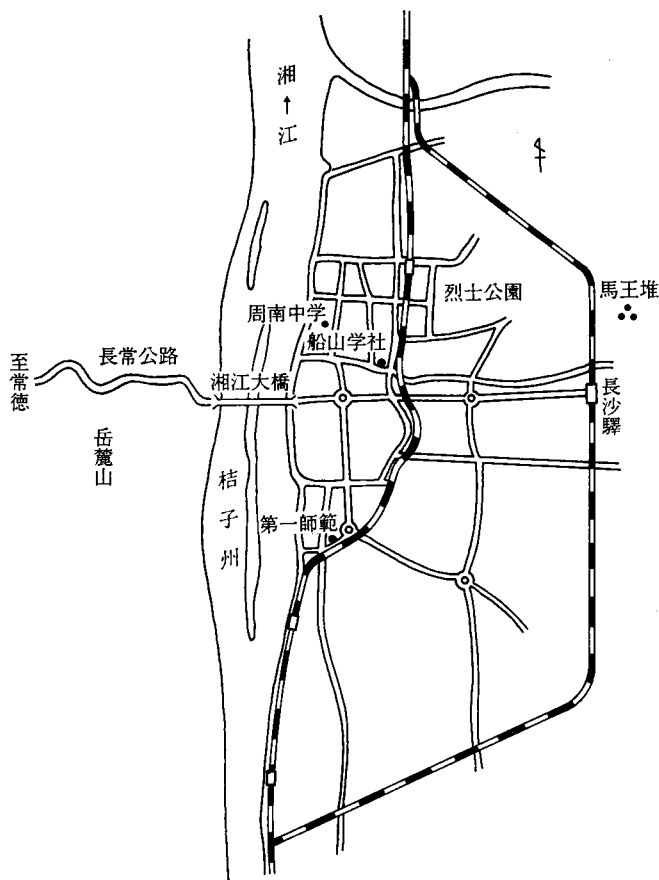 湘
↑
江
烈士公園
馬王堆
周南中学
船山学社
長常公路
至常徳
湘江大橋
長沙驛
岳麓山
桔子州
第一師範